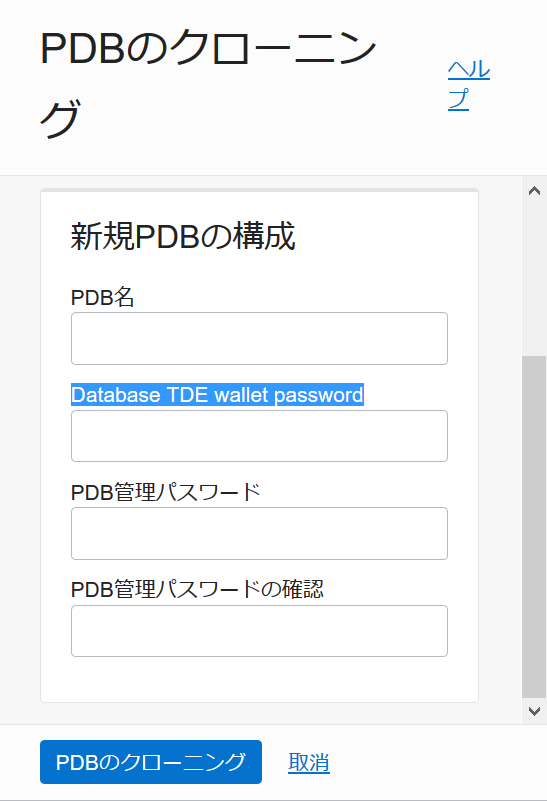 PDBのクローニン
グ
ヘル
プ
新規PDBの構成
PDB名
Database TDE wallet password
PDB管理パスワード
PDB管理パスワードの確認
PDBのクローニング
取消